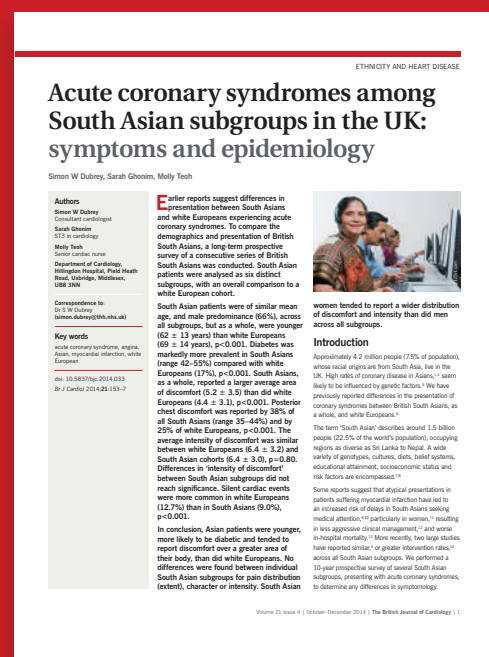 ETHNICITY AND HEART DISEASE
Acute coronary syndromes among
South Asian subgroups in the UK:
symptoms and epidemiology
Simon W Dubrey, Sarah Ghonim, Molly Teoh
Authors
Simon W Dubrey
Consultant cardiologist
Sarah Ghonim
ST3 in cardiology
Molly Teoh
Senior cardiac nurse
Department of Cardiology,
Hillingdon Hospital, Pield Heath
Road, Uxbridge, Middlesex,
UB8 3NN
Correspondence to:
Dr S W Dubrey
(simon.dubrey@thh.nhs.uk)
Key words
acute coronary syndrome, angina,
Asian, myocardial infarction, white
European
doi: 10.5837/bjc.2014.033
Br J Cardiol 2014;21:153–7
Earlier reports suggest differences in
presentation between South Asians
and white Europeans experiencing acute
coronary syndromes. To compare the
demographics and presentation of British
South Asians, a long-term prospective
survey of a consecutive series of British
South Asians was conducted. South Asian
patients were analysed as six distinct
subgroups, with an overall comparison to a
white European cohort.
South Asian patients were of similar mean
age, and male predominance (66%), across
all subgroups, but as a whole, were younger
(62 ± 13 years) than white Europeans
(69 ± 14 years), p<0.001. Diabetes was
markedly more prevalent in South Asians
(range 42–55%) compared with white
Europeans (17%), p<0.001. South Asians,
as a whole, reported a larger average area
of discomfort (5.2 ± 3.5) than did white
Europeans (4.4 ± 3.1), p<0.001. Posterior
chest discomfort was reported by 38% of
all South Asians (range 35–44%) and by
25% of white Europeans, p<0.001. The
average intensity of discomfort was similar
between white Europeans (6.4 ± 3.2) and
South Asian cohorts (6.4 ± 3.0), p=0.80.
Differences in 'intensity of discomfort'
between South Asian subgroups did not
reach significance. Silent cardiac events
were more common in white Europeans
(12.7%) than in South Asians (9.0%),
p<0.001.
In conclusion, Asian patients were younger,
more likely to be diabetic and tended to
report discomfort over a greater area of
their body, than did white Europeans. No
differences were found between individual
South Asian subgroups for pain distribution
(extent), character or intensity. South Asian
women tended to report a wider distribution
of discomfort and intensity than did men
across all subgroups.
Introduction
Approximately 4.2 million people (7.5% of population),
whose racial origins are from South Asia, live in the
UK. High rates of coronary disease in Asians, seem
likely to be influenced by genetic factors. We have
previously reported differences in the presentation of
coronary syndromes between British South Asians, as
a whole, and white Europeans.
The term 'South Asian' describes around 1.5 billion
people (22.5% of the world's population), occupying
regions as diverse as Sri Lanka to Nepal. A wide
variety of genotypes, cultures, diets, belief systems,
educational attainment, socioeconomic status and
risk factors are encompassed.
Some reports suggest that atypical presentations in
patients suffering myocardial infarction have led to
an increased risk of delays in South Asians seeking
medical attention, particularly in women, resulting
in less aggressive clinical management, and worse
in-hospital mortality. More recently, two large studies
have reported similar, or greater intervention rates,
across all South Asian subgroups. We performed a
10-year prospective survey of several South Asian
subgroups, presenting with acute coronary syndromes,
to determine any differences in symptomology.
Volume 21 Issue 4 | October–December 2014 | The British Journal of Cardiology | 1